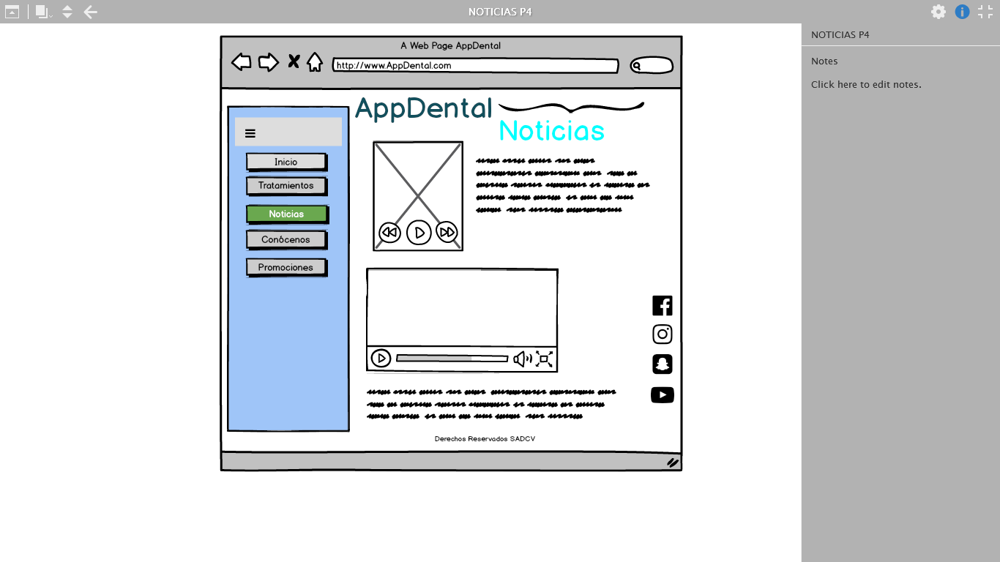 NOTICIAS P4
NOTICIAS P4
Notes
Click here to edit notes.
A Web Page AppDental
http://www.AppDental.com
AppDental
Noticias
Inicio
Tratamientos
Noticias
Conócenos
Promociones
Derechos Reservados SADCV